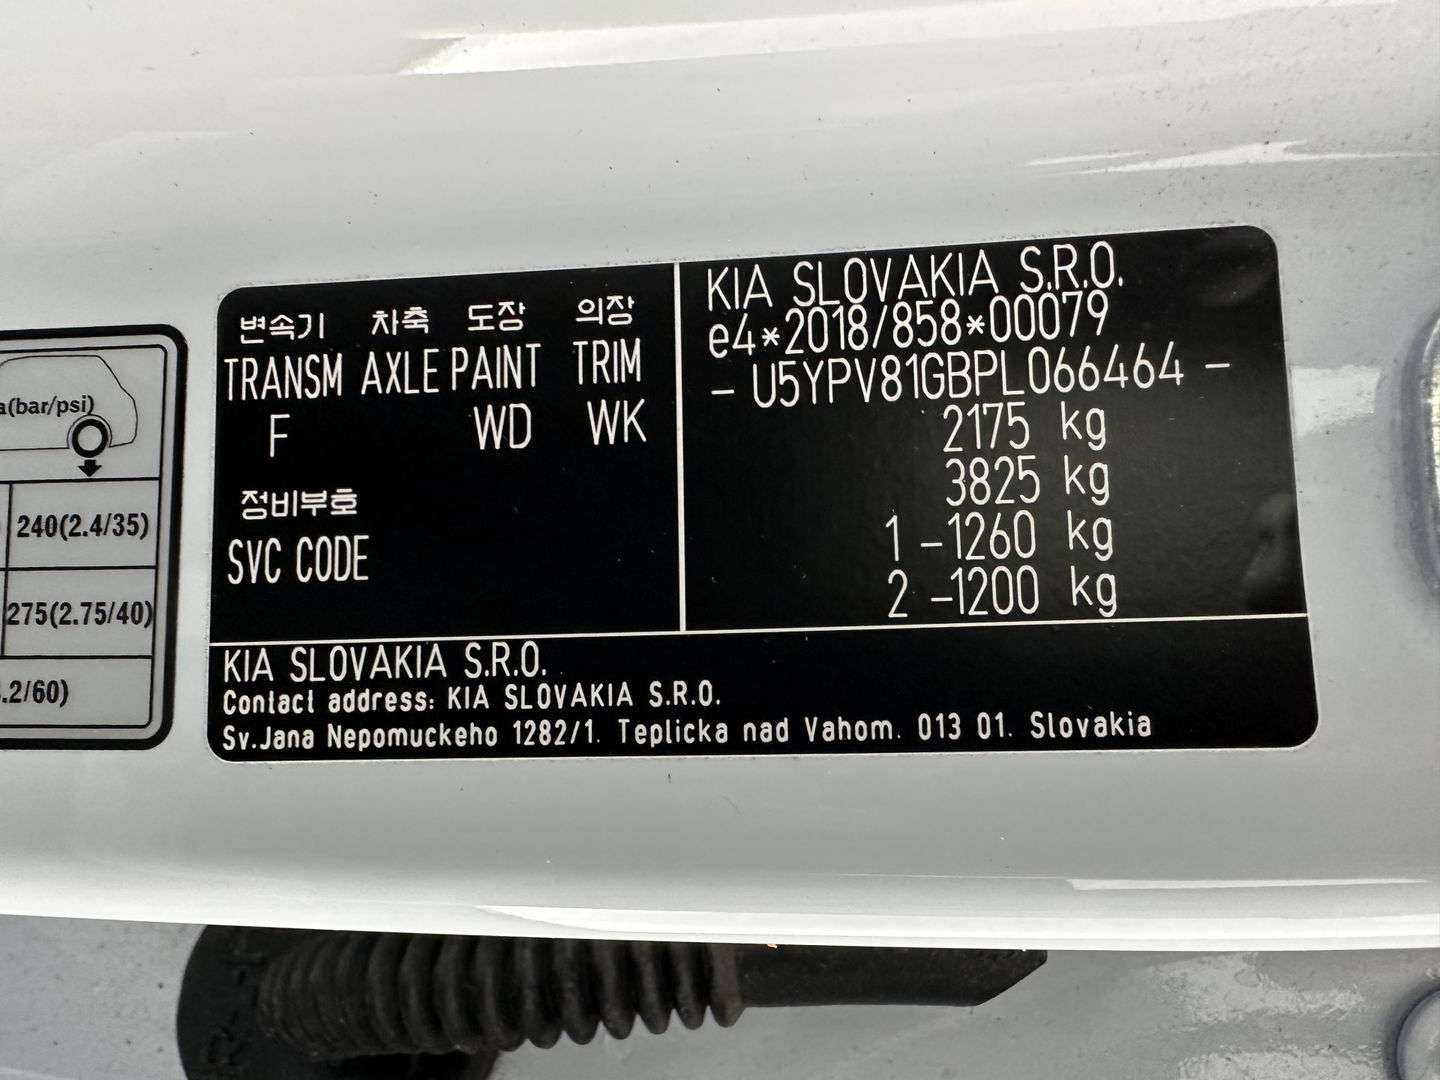 a(bar/psi)
240(2.4/35)
275(2.75/40)
.2/60)
변속기 차축 도장 의장
TRANSM AXLE PAINT TRIM
F WD WK
정비부호
SVC CODE
KIA SLOVAKIA S.R.O.
e4*2018/858*00079
- U5YPV81GBPL066464 -
2175 kg
3825 kg
1 -1260 kg
2 -1200 kg
KIA SLOVAKIA S.R.O.
Contact address: KIA SLOVAKIA S.R.O.
Sv.Jana Nepomuckeho 1282/1. Teplicka nad Vahom. 013 01. Slovakia